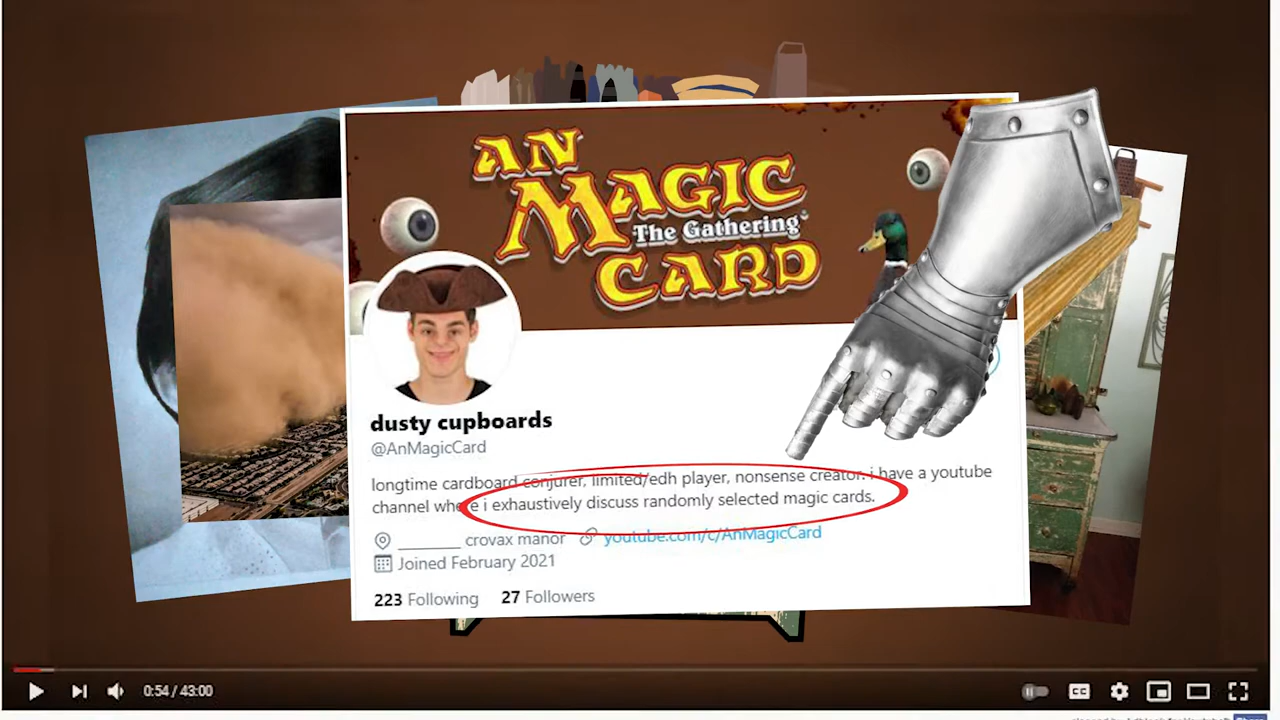 AN
MAGIC
The Gathering
CARD
dusty cupboards
@AnMagicCard
longtime cardboard conjurer, limited/edh player, nonsense creator. i have a youtube
channel where i exhaustively discuss randomly selected magic cards.
_______ crovax manor youtube.com/c/AnMagicCard
Joined February 2021
223 Following 27 Followers
0:54 / 43:00
CC